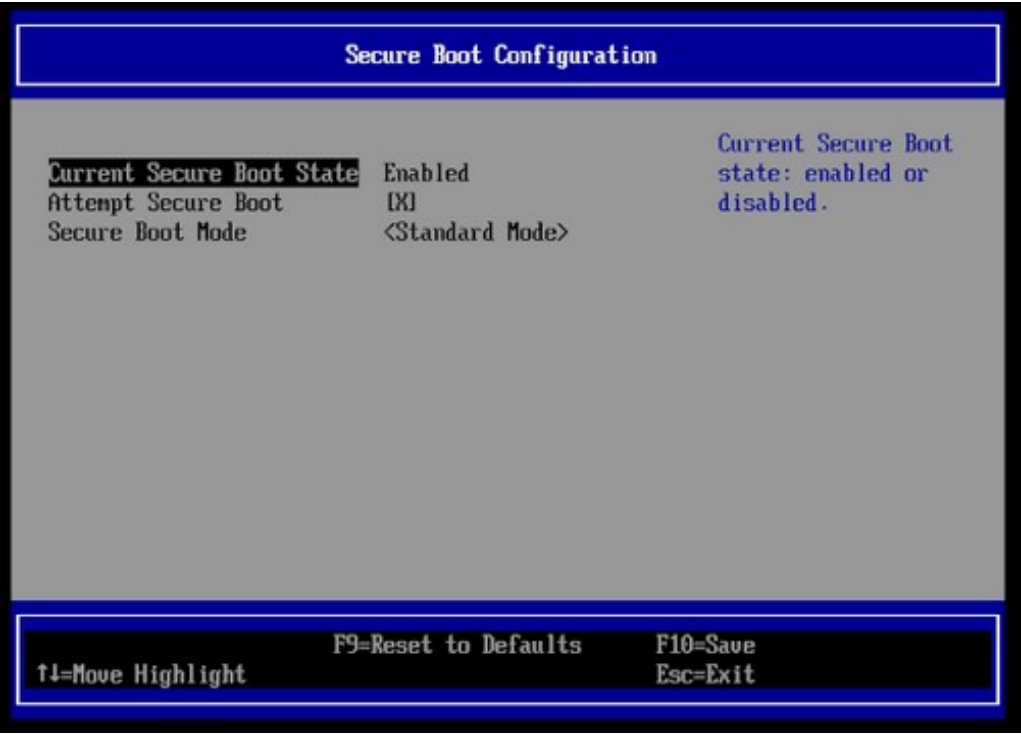 Secure Boot Configuration
Current Secure Boot State Enabled
Attempt Secure Boot [X]
Secure Boot Mode <Standard Mode>
Current Secure Boot
state: enabled or
disabled.
F9=Reset to Defaults F10=Save
↑↓=Move Highlight Esc=Exit